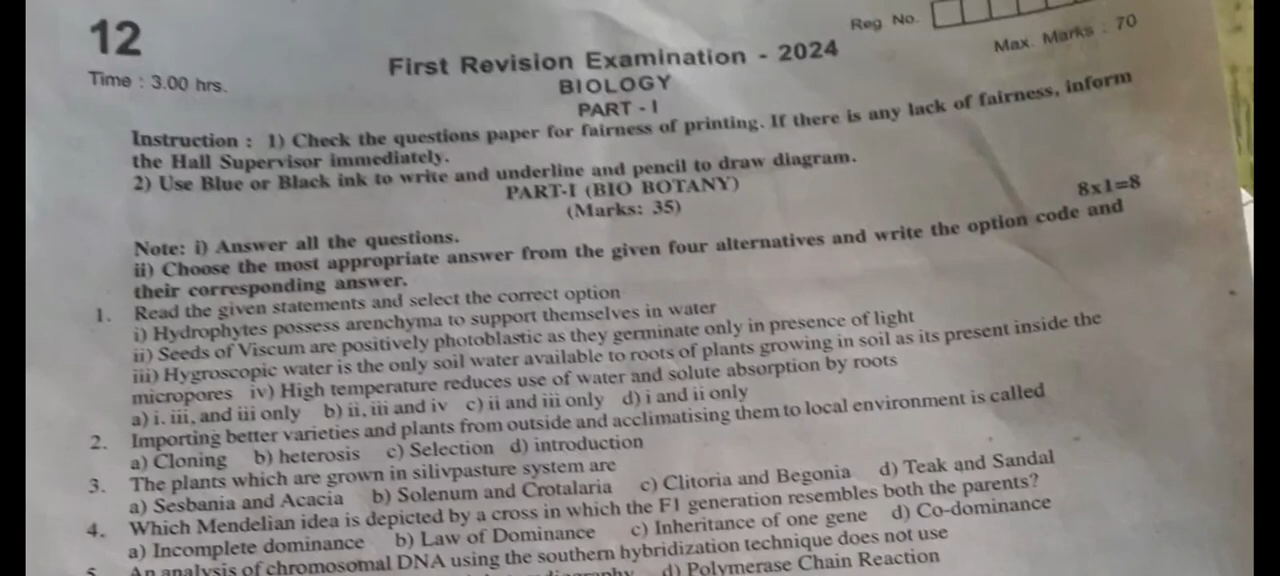 12
Reg No.
Time : 3.00 hrs.
First Revision Examination - 2024
Max. Marks : 70
BIOLOGY
PART - I
Instruction : 1) Check the questions paper for fairness of printing. If there is any lack of fairness, inform
the Hall Supervisor immediately.
2) Use Blue or Black ink to write and underline and pencil to draw diagram.
PART-I (BIO BOTANY)
(Marks: 35)
8x1=8
Note: i) Answer all the questions.
ii) Choose the most appropriate answer from the given four alternatives and write the option code and
their corresponding answer.
1. Read the given statements and select the correct option
i) Hydrophytes possess arenchyma to support themselves in water
ii) Seeds of Viscum are positively photoblastic as they germinate only in presence of light
iii) Hygroscopic water is the only soil water available to roots of plants growing in soil as its present inside the
micropores iv) High temperature reduces use of water and solute absorption by roots
a) i. iii, and iii only b) ii, iii and iv c) ii and iii only d) i and ii only
2. Importing better varieties and plants from outside and acclimatising them to local environment is called
a) Cloning b) heterosis c) Selection d) introduction
3. The plants which are grown in silivpasture system are
a) Sesbania and Acacia b) Solenum and Crotalaria c) Clitoria and Begonia d) Teak and Sandal
4. Which Mendelian idea is depicted by a cross in which the F1 generation resembles both the parents?
a) Incomplete dominance b) Law of Dominance c) Inheritance of one gene d) Co-dominance
5. An analysis of chromosomal DNA using the southern hybridization technique does not use
d) Polymerase Chain Reaction